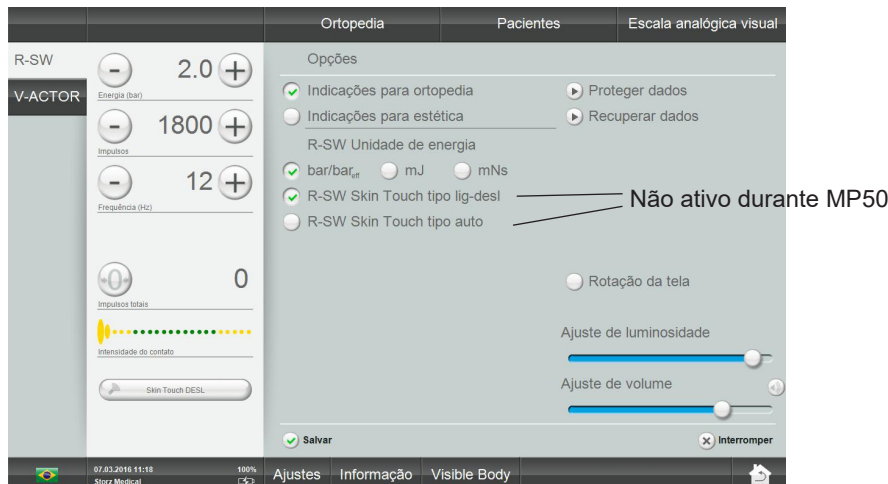 Ortopedia Pacientes Escala analógica visual
R-SW
V-ACTOR
- 2.0 +
Energia (bar)
- 1800 +
Impulsos
- 12 +
Frequência (Hz)
-0- 0
Impulsos totais
Intensidade do contato
Skin Touch DESL
Opções
Indicações para ortopedia
Proteger dados
Indicações para estética
Recuperar dados
R-SW Unidade de energia
bar/bareff mJ mNs
R-SW Skin Touch tipo lig-desl
R-SW Skin Touch tipo auto
Não ativo durante MP50
Rotação da tela
Ajuste de luminosidade
Ajuste de volume
Salvar
Interromper
07.03.2016 11:18 100%
Storz Medical
Ajustes Informação Visible Body